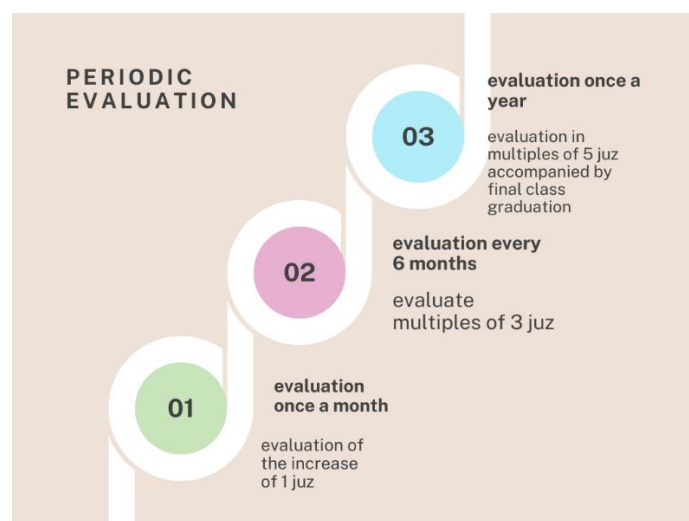 PERIODIC
EVALUATION
01
evaluation
once a month
evaluation of
the increase
of 1 juz
02
evaluation every
6 months
evaluate
multiples of 3 juz
03
evaluation once a
year
evaluation in
multiples of 5 juz
accompanied by
final class
graduation